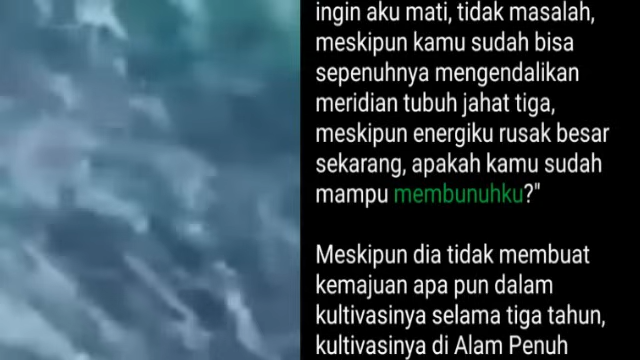 ingin aku mati, tidak masalah,
meskipun kamu sudah bisa
sepenuhnya mengendalikan
meridian tubuh jahat tiga,
meskipun energiku rusak besar
sekarang, apakah kamu sudah
mampu membunuhku?"
Meskipun dia tidak membuat
kemajuan apa pun dalam
kultivasinya selama tiga tahun,
kultivasinya di Alam Penuh